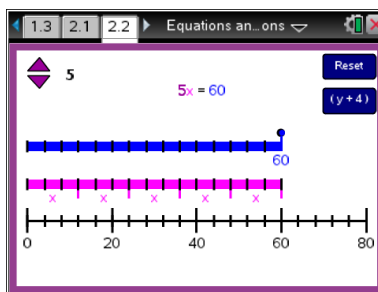 1.3 2.1 2.2 Equations an...ons
5
Reset
5x = 60
(y+4)
60
x x x x x
0 20 40 60 80